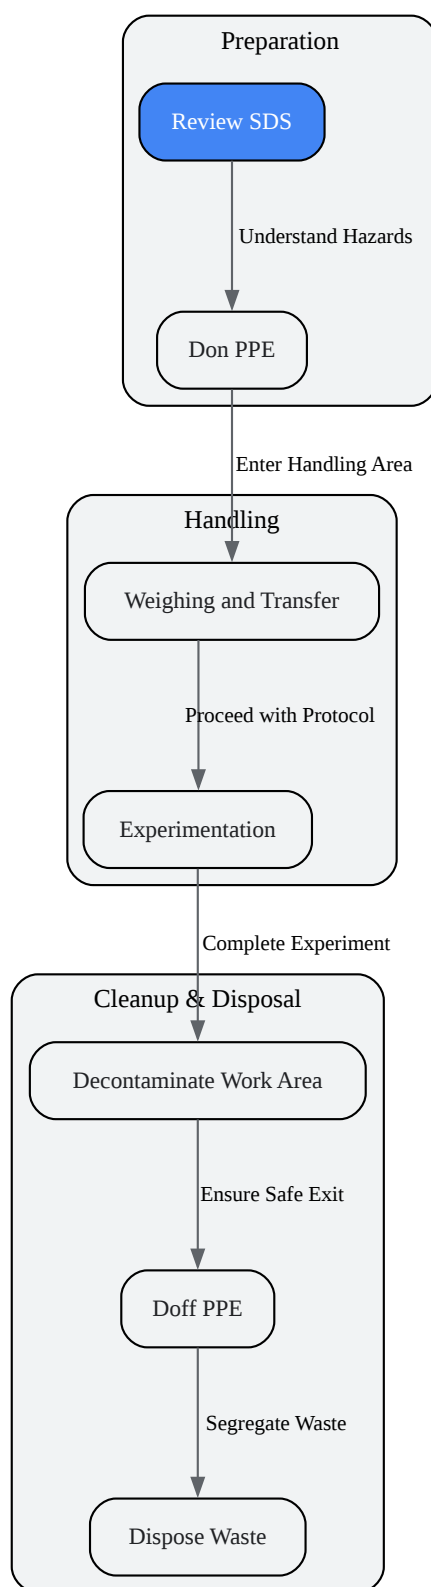 Preparation
Review SDS
Understand Hazards
Don PPE
Enter Handling Area
Handling
Weighing and Transfer
Proceed with Protocol
Experimentation
Complete Experiment
Cleanup & Disposal
Decontaminate Work Area
Ensure Safe Exit
Doff PPE
Segregate Waste
Dispose Waste